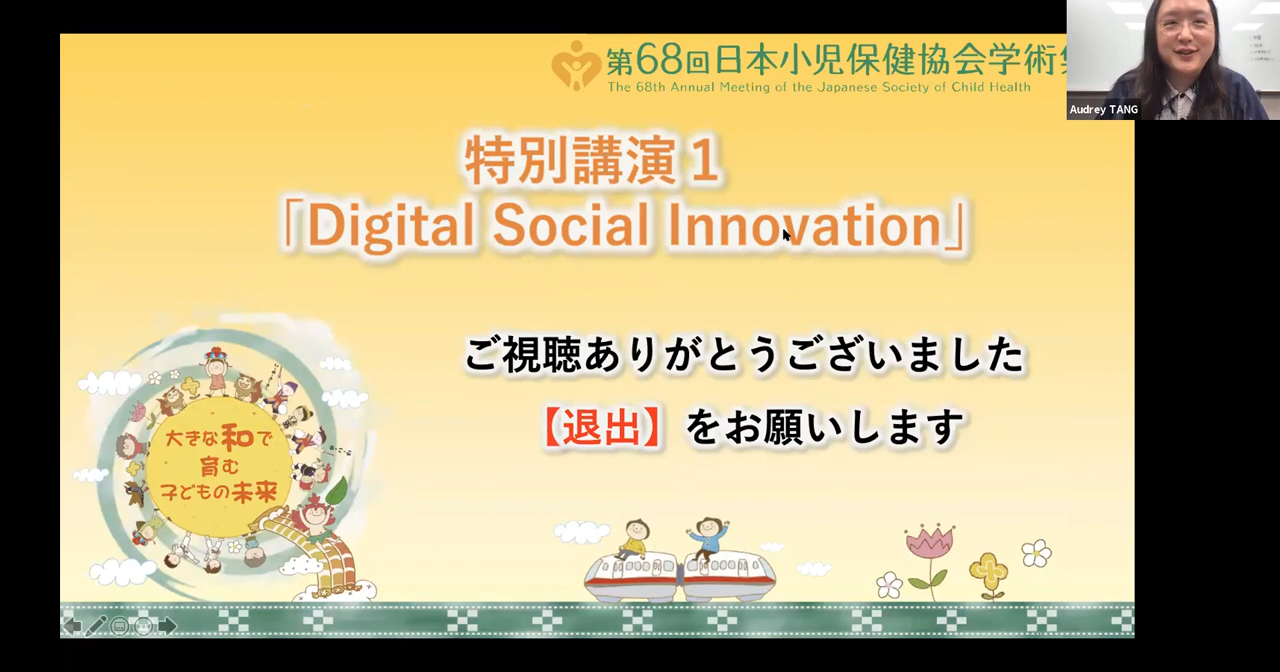 第68回日本小児保健協会学術集
The 68th Annual Meeting of the Japanese Society of Child Health
Audrey TANG
特別講演１
「Digital Social Innovation」
ご視聴ありがとうございました
【退出】をお願いします
大きな和で
育む
子どもの未来